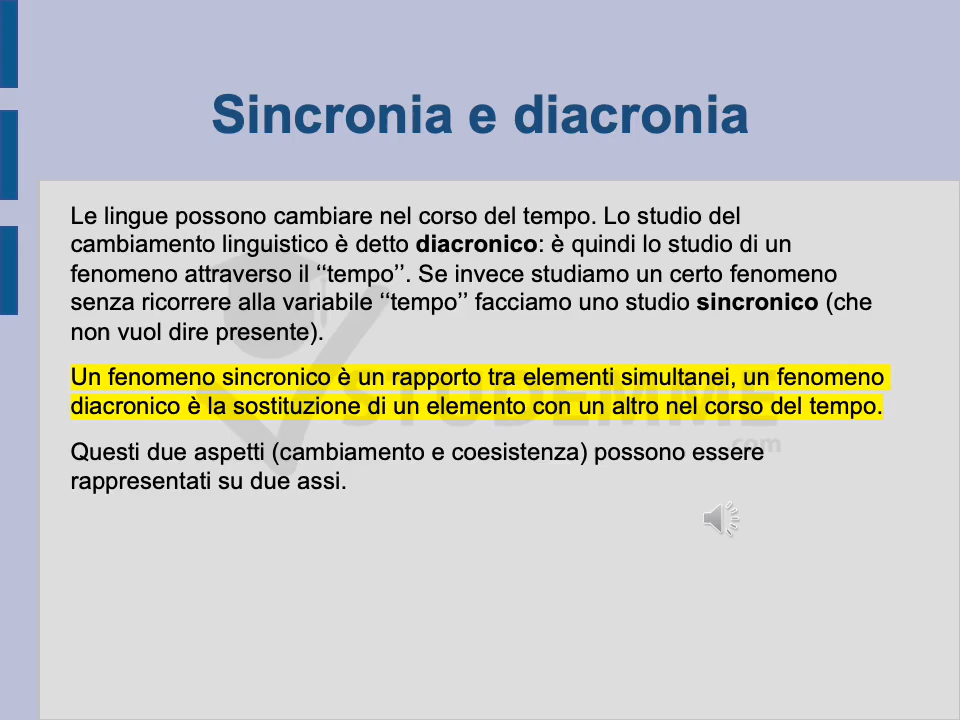 Sincronia e diacronia
Le lingue possono cambiare nel corso del tempo. Lo studio del
cambiamento linguistico è detto diacronico: è quindi lo studio di un
fenomeno attraverso il ‘‘tempo’’. Se invece studiamo un certo fenomeno
senza ricorrere alla variabile ‘‘tempo’’ facciamo uno studio sincronico (che
non vuol dire presente).
Un fenomeno sincronico è un rapporto tra elementi simultanei, un fenomeno
diacronico è la sostituzione di un elemento con un altro nel corso del tempo.
STUDEMME
.com
Questi due aspetti (cambiamento e coesistenza) possono essere
rappresentati su due assi.